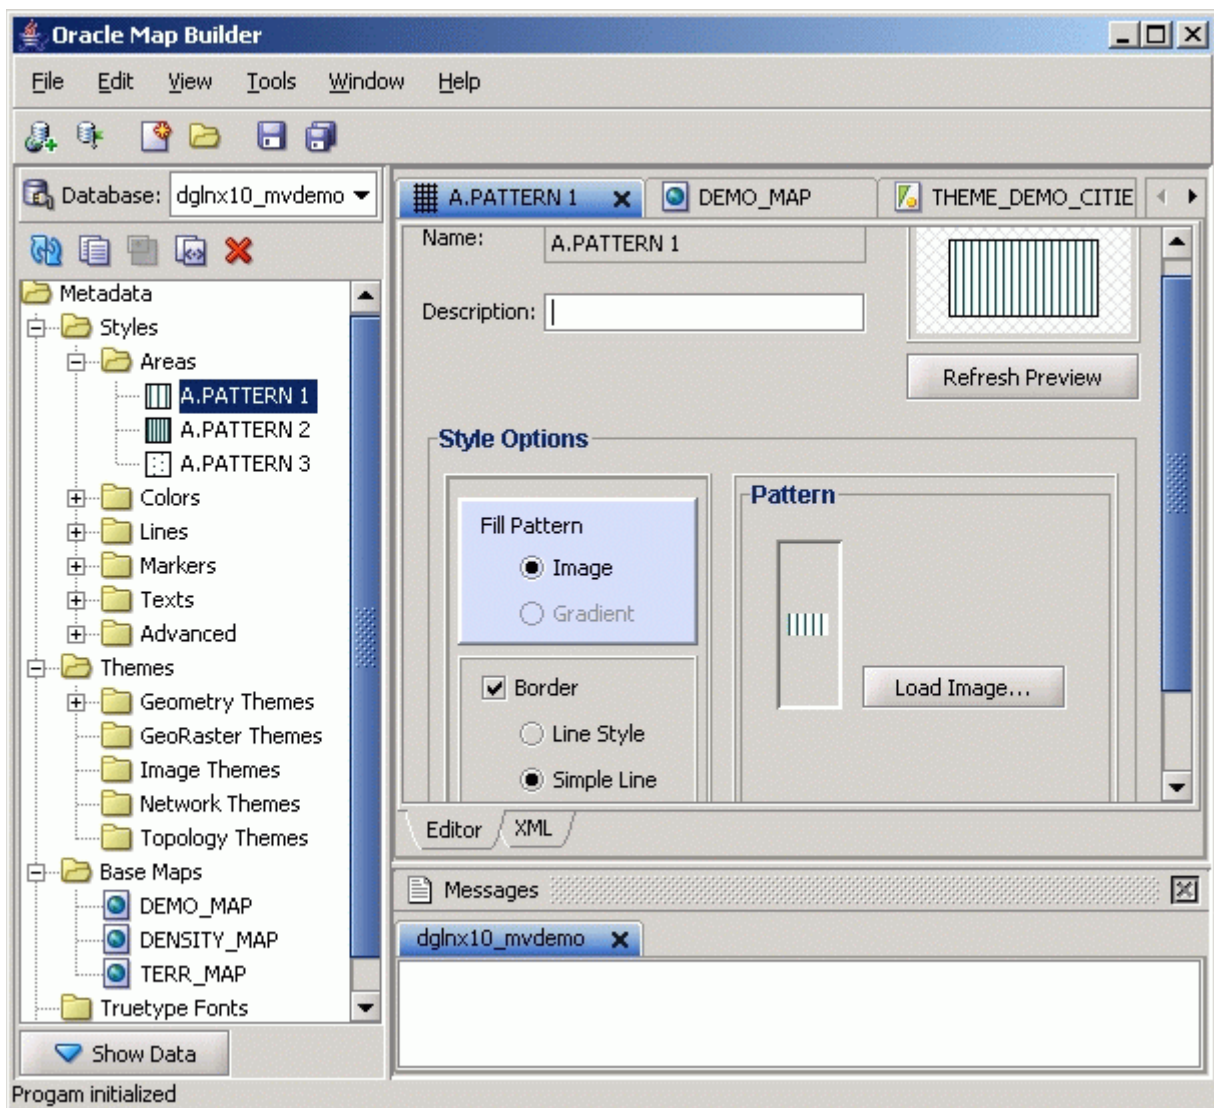 Oracle Map Builder
File Edit View Tools Window Help
Database: dglnx10_mvdemo
Metadata
Styles
Areas
A.PATTERN 1
A.PATTERN 2
A.PATTERN 3
Colors
Lines
Markers
Texts
Advanced
Themes
Geometry Themes
GeoRaster Themes
Image Themes
Network Themes
Topology Themes
Base Maps
DEMO_MAP
DENSITY_MAP
TERR_MAP
Truetype Fonts
Show Data
A.PATTERN 1 DEMO_MAP THEME_DEMO_CITIE
Name: A.PATTERN 1
Description:
Refresh Preview
Style Options
Fill Pattern
Image
Gradient
Border
Line Style
Simple Line
Pattern
Load Image...
Editor XML
Messages
dglnx10_mvdemo
Progam initialized